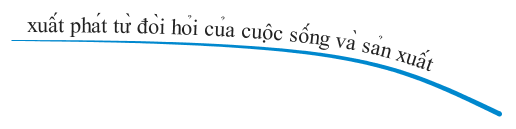 xuất phát từ đòi hỏi của cuộc sống và sản xuất